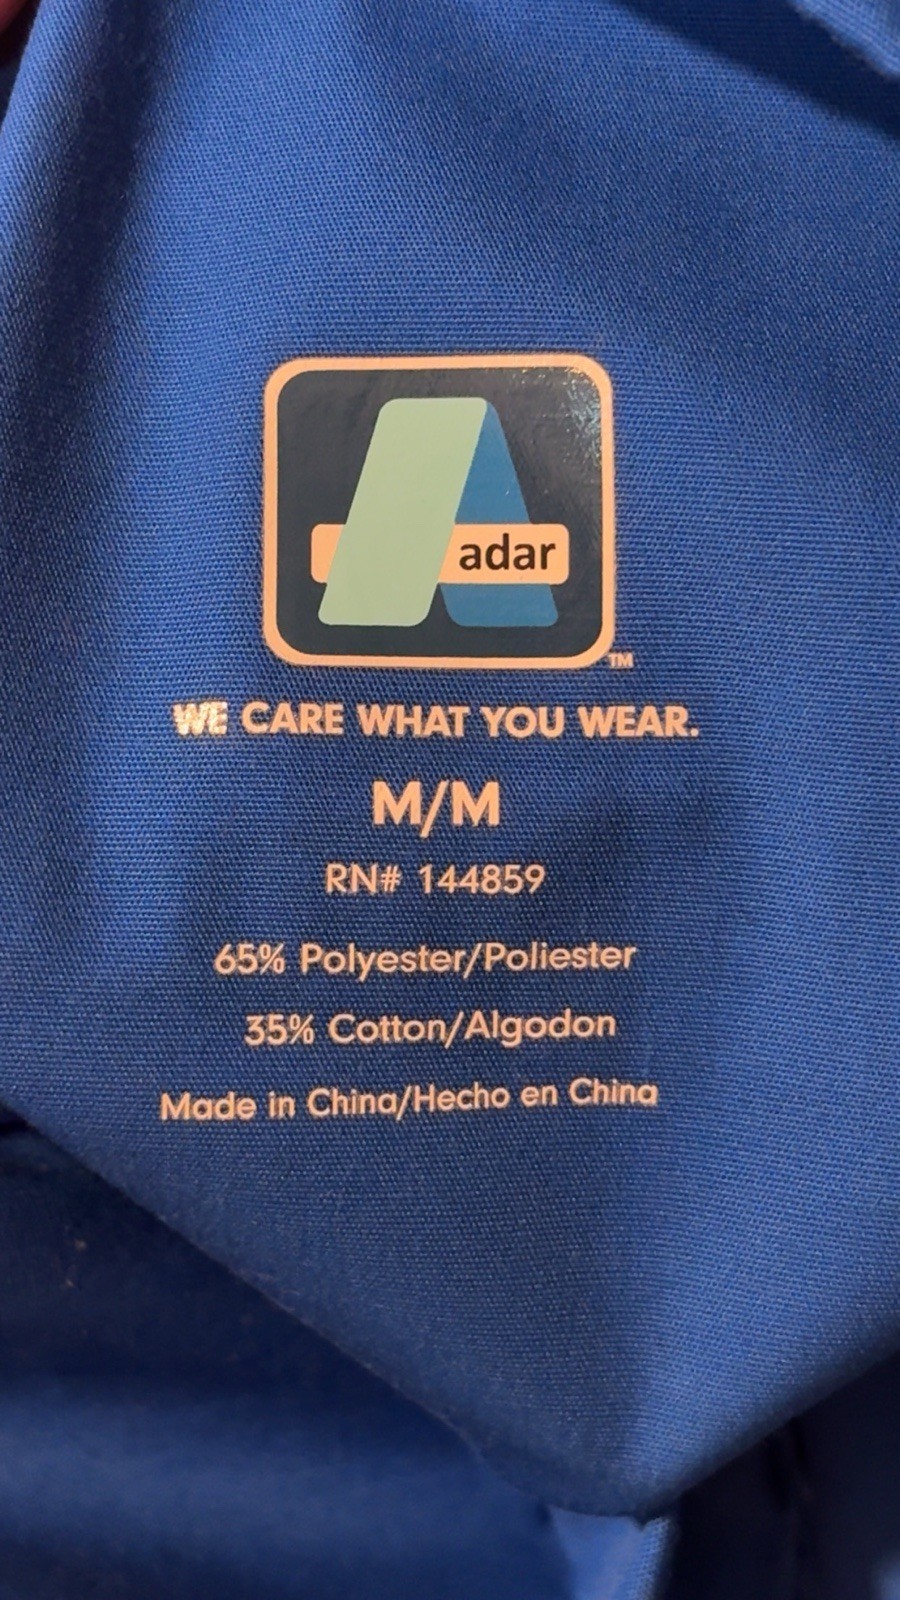 adar
TM
WE CARE WHAT YOU WEAR.
M/M
RN# 144859
65% Polyester/Poliester
35% Cotton/Algodon
Made in China/Hecho en China